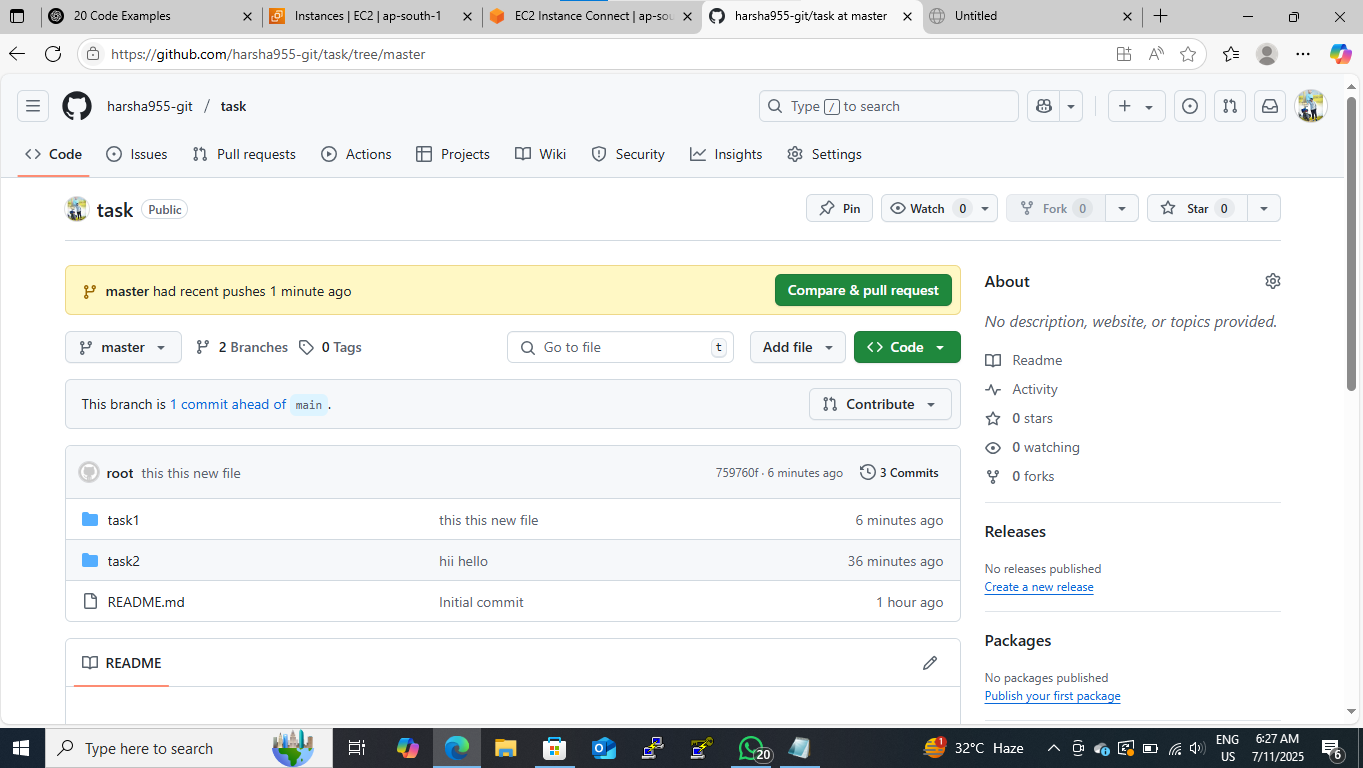 20 Code Examples
Instances | EC2 | ap-south-1
EC2 Instance Connect | ap-sou
harsha955-git/task at master
Untitled
https://github.com/harsha955-git/task/tree/master
harsha955-git / task
Type / to search
Code
Issues
Pull requests
Actions
Projects
Wiki
Security
Insights
Settings
task Public
Pin
Watch 0
Fork 0
Star 0
master had recent pushes 1 minute ago
Compare & pull request
master
2 Branches
0 Tags
Go to file
t
Add file
Code
This branch is 1 commit ahead of main .
Contribute
root this this new file
759760f · 6 minutes ago
3 Commits
task1 this this new file 6 minutes ago
task2 hii hello 36 minutes ago
README.md Initial commit 1 hour ago
README
About
No description, website, or topics provided.
Readme
Activity
0 stars
0 watching
0 forks
Releases
No releases published
Create a new release
Packages
No packages published
Publish your first package
Type here to search
20
1
32°C Haze
ENG
US
6:27 AM
7/11/2025
6